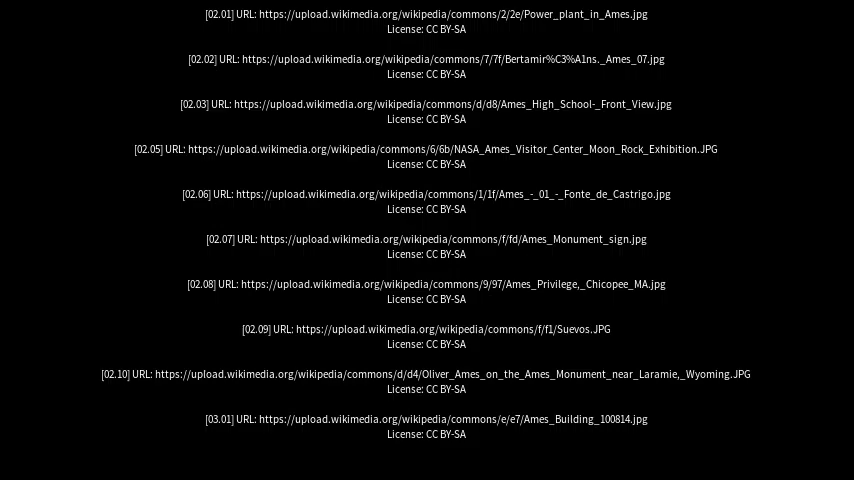 [02.01] URL: https://upload.wikimedia.org/wikipedia/commons/2/2e/Power_plant_in_Ames.jpg
License: CC BY-SA
[02.02] URL: https://upload.wikimedia.org/wikipedia/commons/7/7f/Bertamir%C3%A1ns._Ames_07.jpg
License: CC BY-SA
[02.03] URL: https://upload.wikimedia.org/wikipedia/commons/d/d8/Ames_High_School-_Front_View.jpg
License: CC BY-SA
[02.05] URL: https://upload.wikimedia.org/wikipedia/commons/6/6b/NASA_Ames_Visitor_Center_Moon_Rock_Exhibition.JPG
License: CC BY-SA
[02.06] URL: https://upload.wikimedia.org/wikipedia/commons/1/1f/Ames_-_01_-_Fonte_de_Castrigo.jpg
License: CC BY-SA
[02.07] URL: https://upload.wikimedia.org/wikipedia/commons/f/fd/Ames_Monument_sign.jpg
License: CC BY-SA
[02.08] URL: https://upload.wikimedia.org/wikipedia/commons/9/97/Ames_Privilege,_Chicopee_MA.jpg
License: CC BY-SA
[02.09] URL: https://upload.wikimedia.org/wikipedia/commons/f/f1/Suevos.JPG
License: CC BY-SA
[02.10] URL: https://upload.wikimedia.org/wikipedia/commons/d/d4/Oliver_Ames_on_the_Ames_Monument_near_Laramie,_Wyoming.JPG
License: CC BY-SA
[03.01] URL: https://upload.wikimedia.org/wikipedia/commons/e/e7/Ames_Building_100814.jpg
License: CC BY-SA